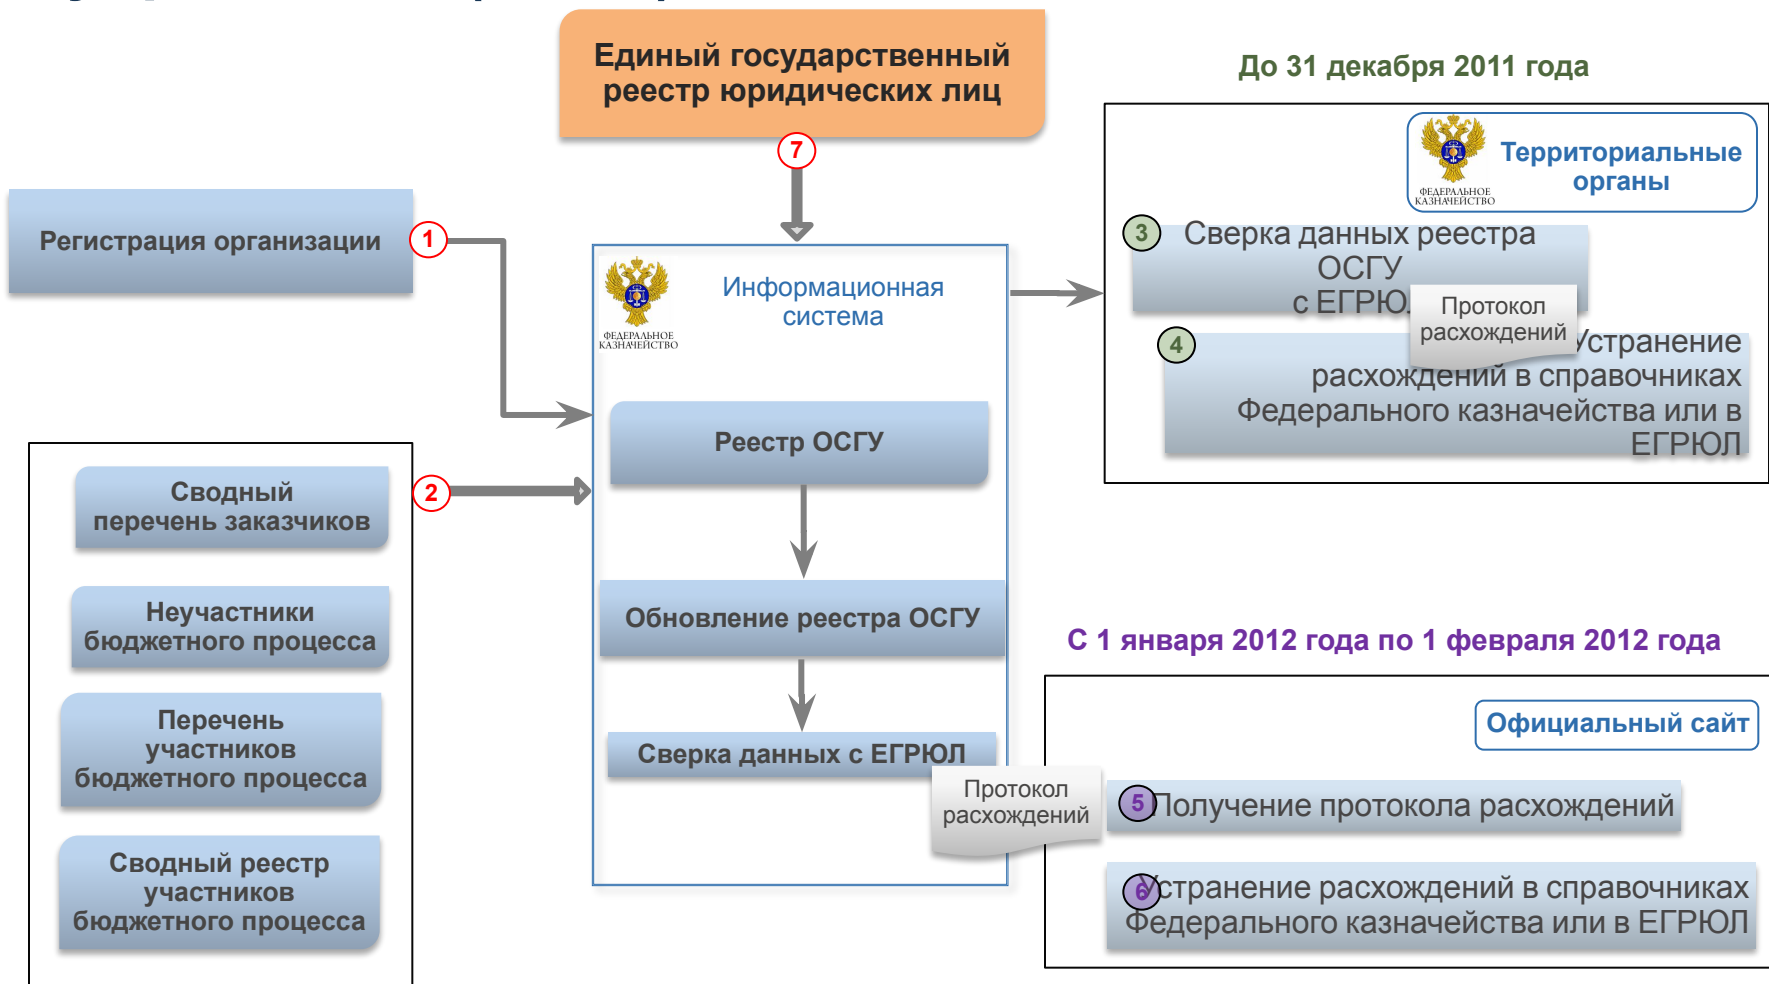 Единый государственный
реестр юридических лиц
7
До 31 декабря 2011 года
ФЕДЕРАЛЬНОЕ
КАЗНАЧЕЙСТВО
Территориальные
органы
3
Сверка данных реестра
ОСГУ
с ЕГРЮЛ
Протокол
расхождений
4
Устранение
расхождений в справочниках
Федерального казначейства или в
ЕГРЮЛ
Регистрация организации
1
ФЕДЕРАЛЬНОЕ
КАЗНАЧЕЙСТВО
Информационная
система
Реестр ОСГУ
Обновление реестра ОСГУ
Сверка данных с ЕГРЮЛ
Протокол
расхождений
2
Сводный
перечень заказчиков
Неучастники
бюджетного процесса
Перечень
участников
бюджетного процесса
Сводный реестр
участников
бюджетного процесса
С 1 января 2012 года по 1 февраля 2012 года
Официальный сайт
5
Получение протокола расхождений
6
Устранение расхождений в справочниках
Федерального казначейства или в ЕГРЮЛ